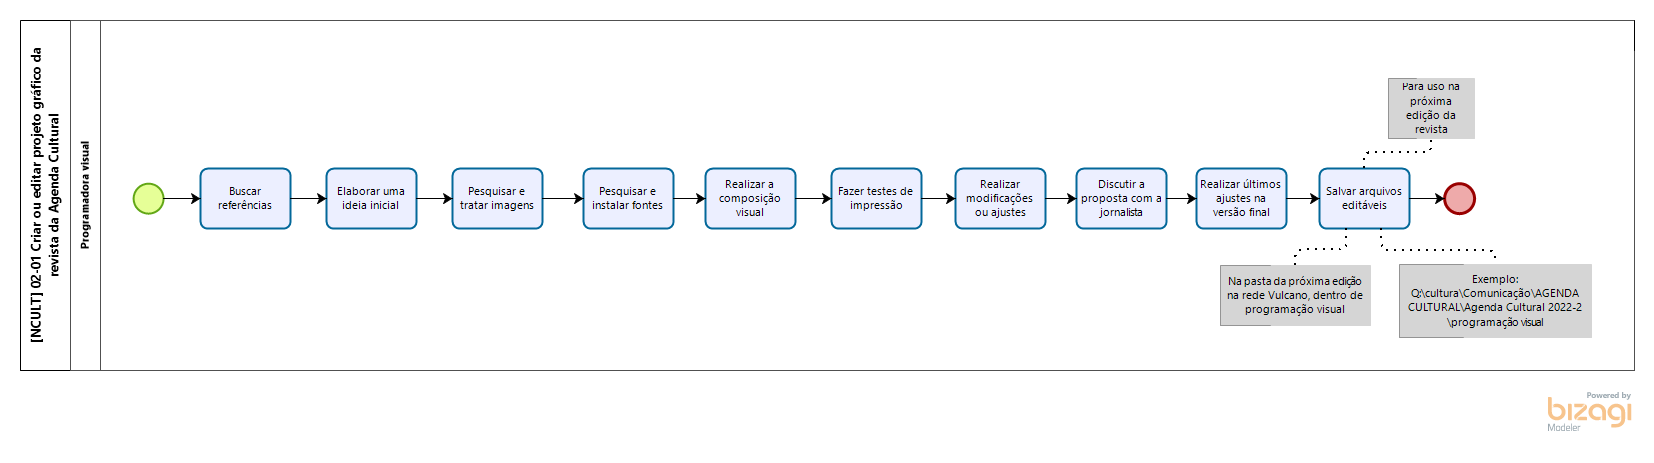 [NCULT] 02-01 Criar ou editar projeto gráfico da
revista da Agenda Cultural
Programadora visual
Buscar
referências
Elaborar uma
ideia inicial
Pesquisar e
tratar imagens
Pesquisar e
instalar fontes
Realizar a
composição
visual
Fazer testes de
impressão
Realizar
modificações
ou ajustes
Discutir a
proposta com a
jornalista
Realizar últimos
ajustes na
versão final
Salvar arquivos
editáveis
Para uso na
próxima
edição da
revista
Na pasta da próxima edição
na rede Vulcano, dentro de
programação visual
Exemplo:
Q:\cultura\Comunicação\AGENDA
CULTURAL\Agenda Cultural 2022-2
\programação visual
Powered by
bizagi
Modeler